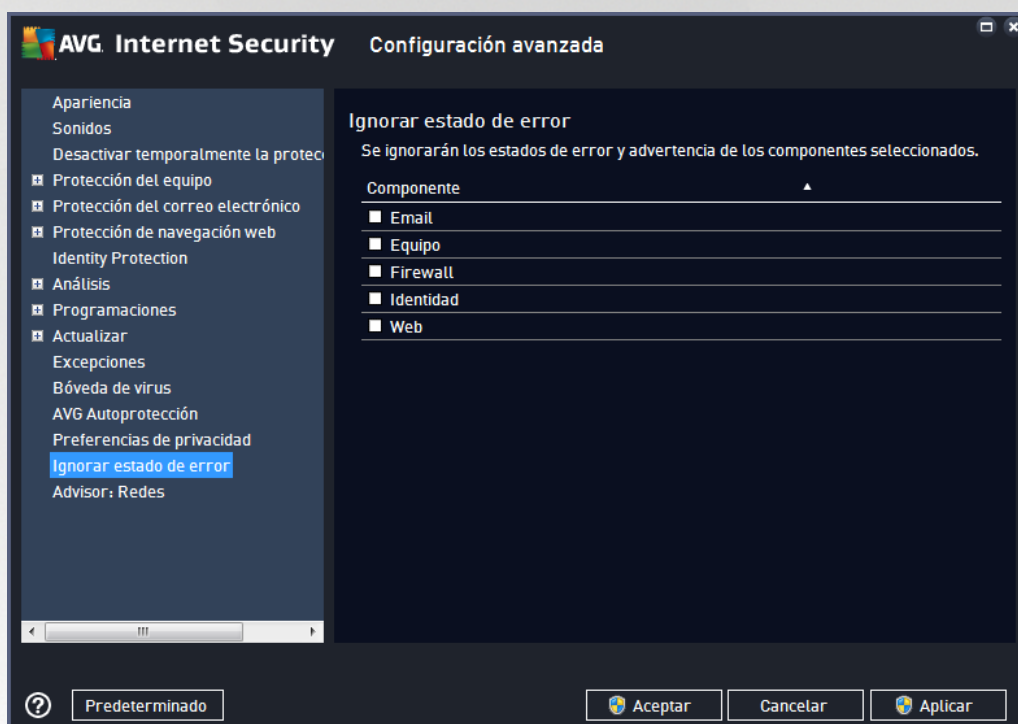 AVG. Internet Security Configuración avanzada
Apariencia
Sonidos
Desactivar temporalmente la protec
Protección del equipo
Protección del correo electrónico
Protección de navegación web
Identity Protection
Análisis
Programaciones
Actualizar
Excepciones
Bóveda de virus
AVG Autoprotección
Preferencias de privacidad
Ignorar estado de error
Advisor: Redes
Ignorar estado de error
Se ignorarán los estados de error y advertencia de los componentes seleccionados.
Componente
Email
Equipo
Firewall
Identidad
Web
? Predeterminado Aceptar Cancelar Aplicar